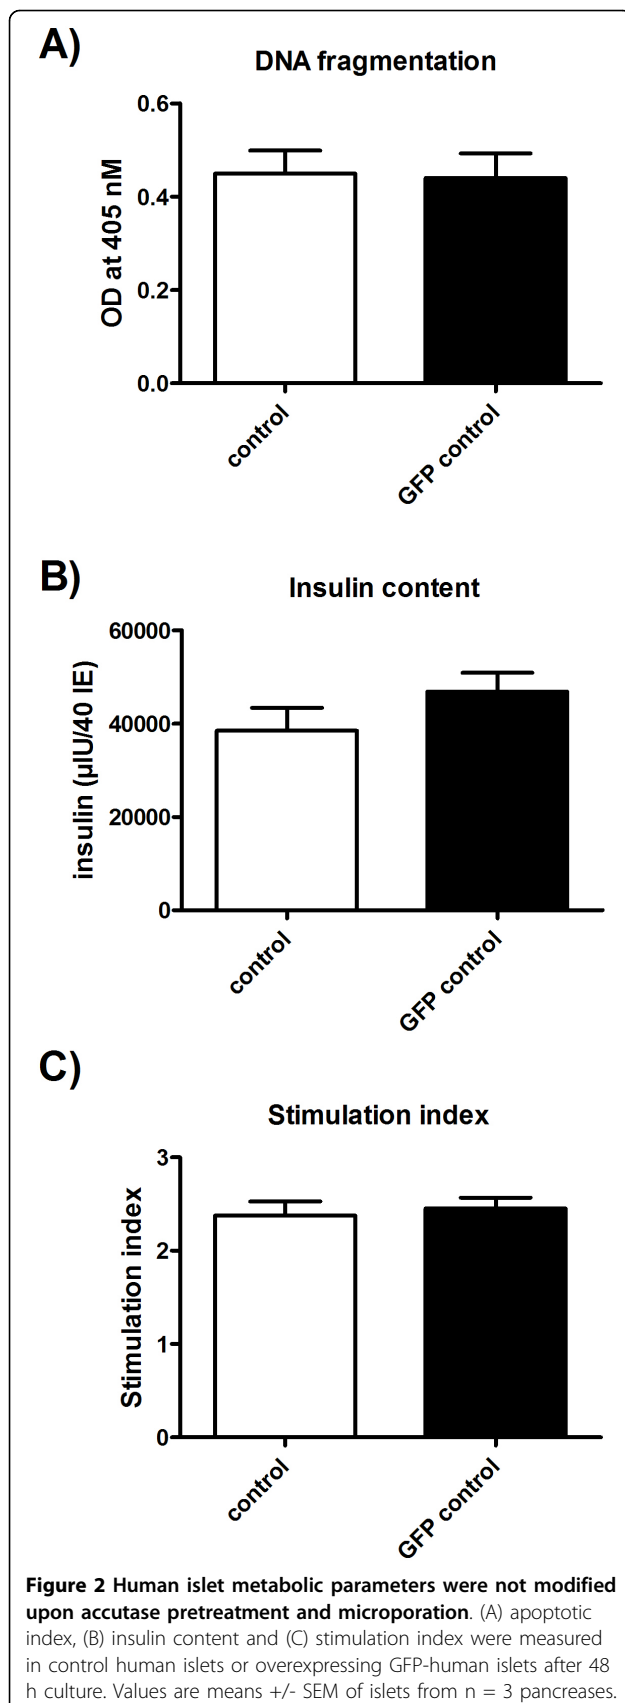 A)
DNA fragmentation
OD at 405 nM
0.6
0.4
0.2
0.0
control
GFP control
B)
Insulin content
insulin (µIU/40 IE)
60000
40000
20000
0
control
GFP control
C)
Stimulation index
Stimulation index
3
2
1
0
control
GFP control
Figure 2 Human islet metabolic parameters were not modified
upon accutase pretreatment and microporation. (A) apoptotic
index, (B) insulin content and (C) stimulation index were measured
in control human islets or overexpressing GFP-human islets after 48
h culture. Values are means +/- SEM of islets from n = 3 pancreases.